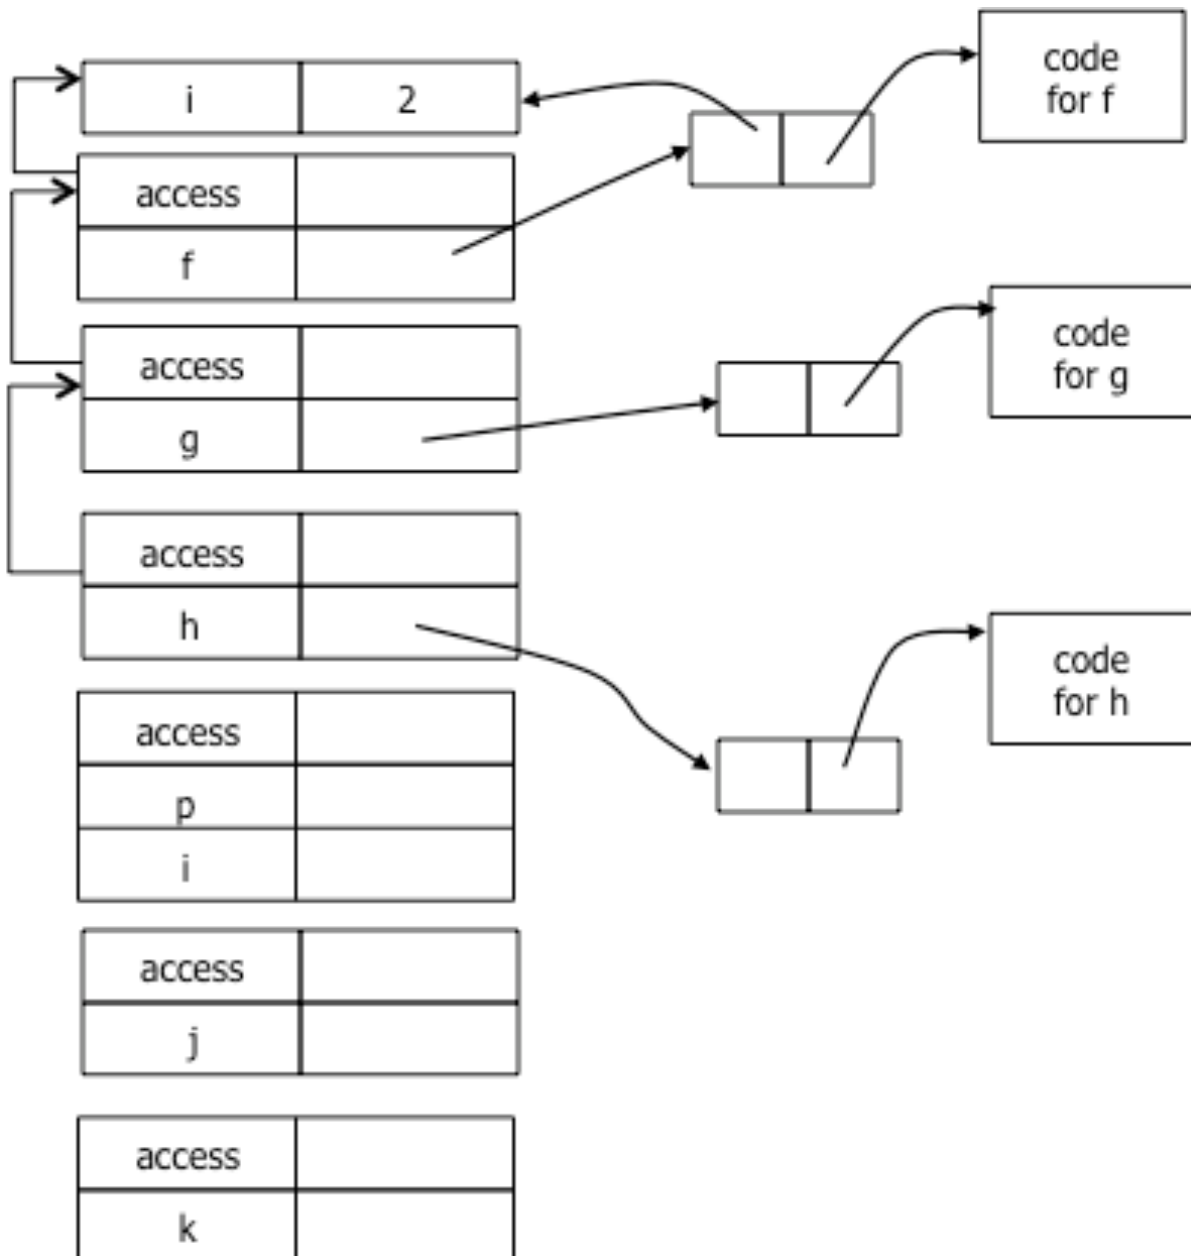 i 2
code
for f
access
f
code
for g
access
g
access
h
code
for h
access
p
i
access
j
access
k